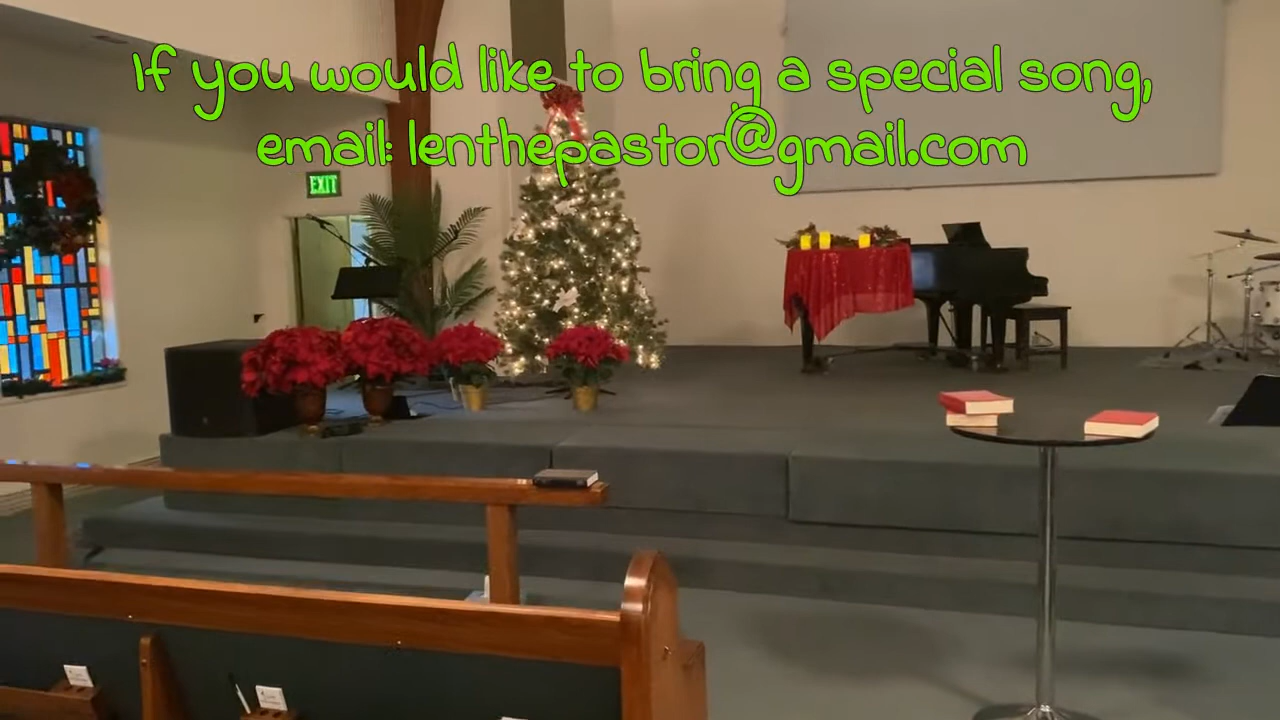 If you would like to bring a special song,
email: lenthepastor@gmail.com
EXIT